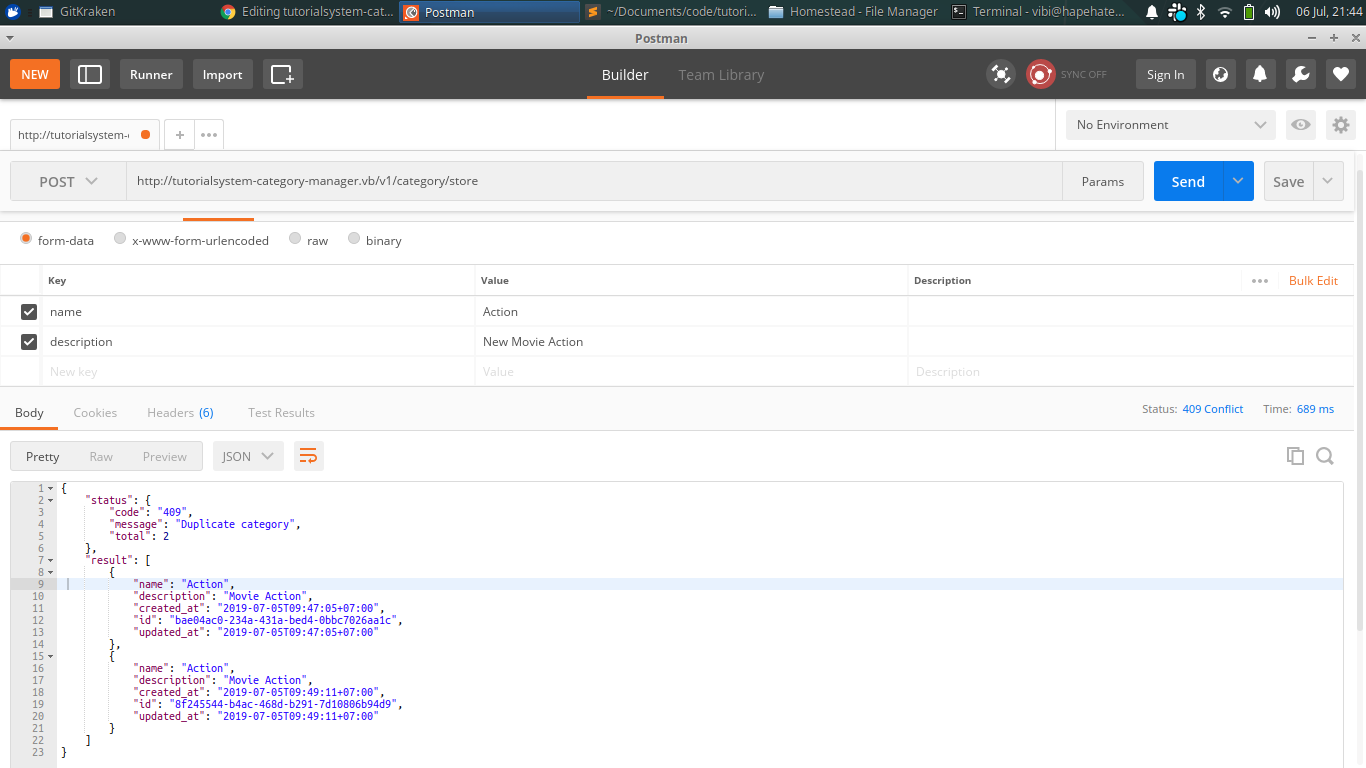 GitKraken Editing tutorialsystem-cat... Postman ~/Documents/code/tutori... Homestead - File Manager Terminal - vibi@hapehate... 06 Jul, 21:44
Postman
NEW Runner Import Builder Team Library SYNC OFF Sign In
http://tutorialsystem-c + ••• No Environment
POST http://tutorialsystem-category-manager.vb/v1/category/store Params Send Save
form-data x-www-form-urlencoded raw binary
Key Value Description ••• Bulk Edit
name Action
description New Movie Action
New key Value Description
Body Cookies Headers (6) Test Results Status: 409 Conflict Time: 689 ms
Pretty Raw Preview JSON
1 {
2 "status": {
3 "code": "409",
4 "message": "Duplicate category",
5 "total": 2
6 },
7 "result": [
8 {
9 "name": "Action",
10 "description": "Movie Action",
11 "created_at": "2019-07-05T09:47:05+07:00",
12 "id": "bae04ac0-234a-431a-bed4-0bbc7026aa1c",
13 "updated_at": "2019-07-05T09:47:05+07:00"
14 },
15 {
16 "name": "Action",
17 "description": "Movie Action",
18 "created_at": "2019-07-05T09:49:11+07:00",
19 "id": "8f245544-b4ac-468d-b291-7d10806b94d9",
20 "updated_at": "2019-07-05T09:49:11+07:00"
21 }
22 ]
23 }